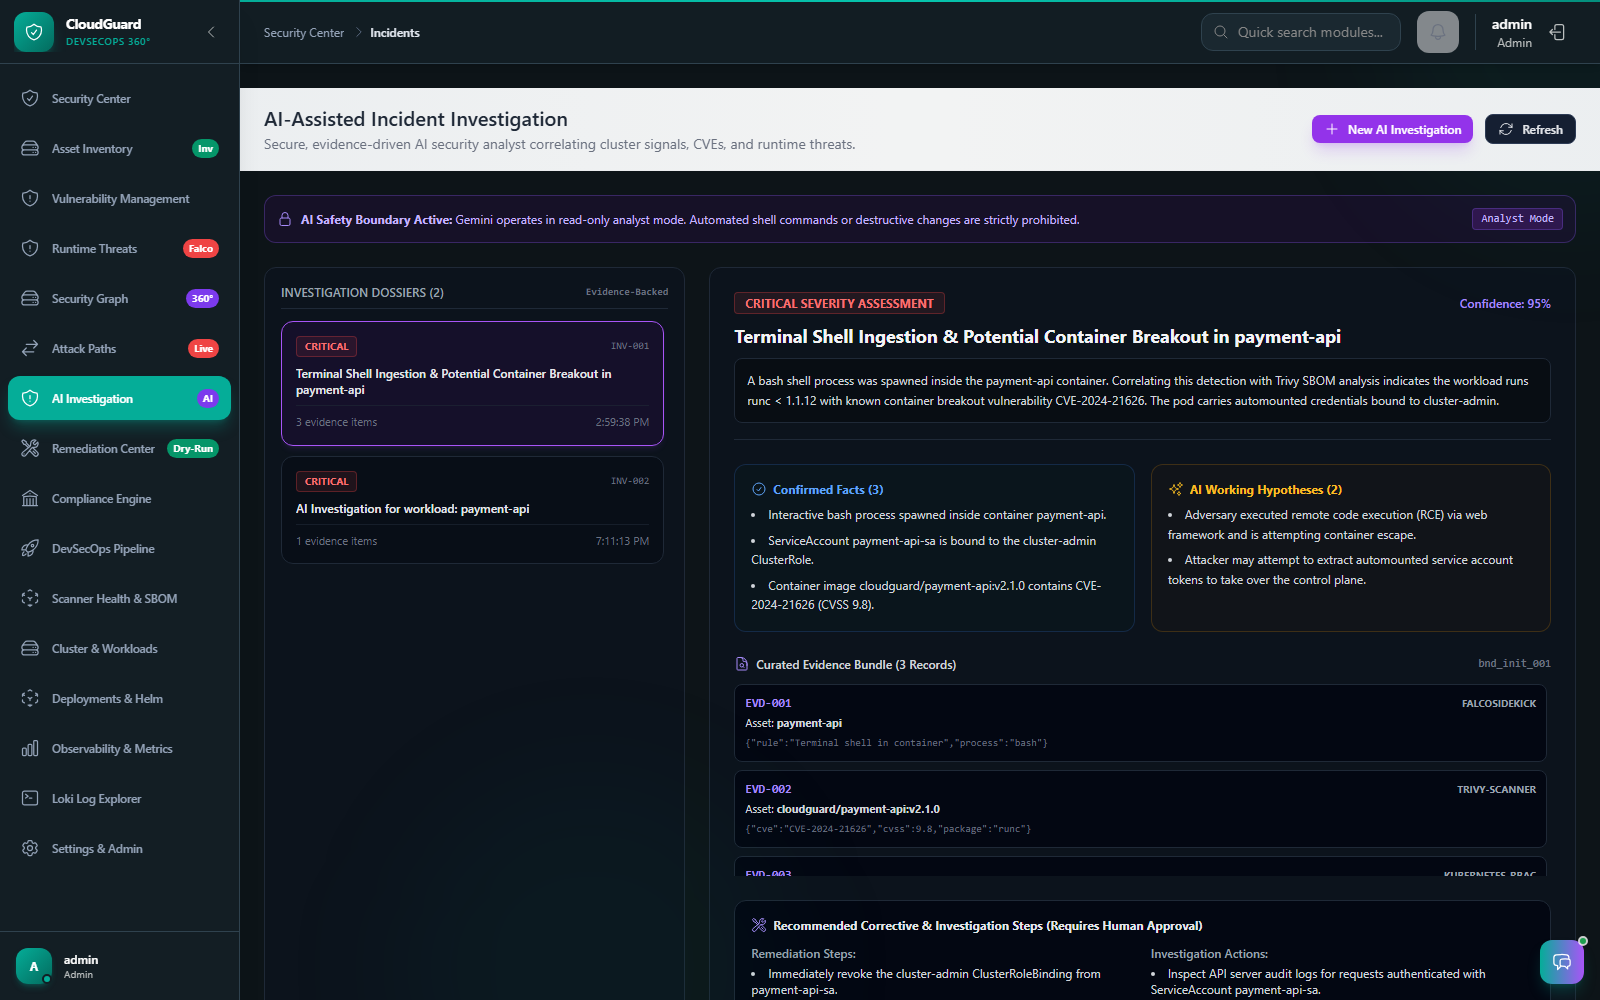 CloudGuard
DEVSECOPS 360°
Security Center
Asset Inventory
Inv
Vulnerability Management
Runtime Threats
Falco
Security Graph
360°
Attack Paths
Live
AI Investigation
AI
Remediation Center
Dry-Run
Compliance Engine
DevSecOps Pipeline
Scanner Health & SBOM
Cluster & Workloads
Deployments & Helm
Observability & Metrics
Loki Log Explorer
Settings & Admin
A
admin
Admin
Security Center
Incidents
Quick search modules...
admin
Admin
AI-Assisted Incident Investigation
Secure, evidence-driven AI security analyst correlating cluster signals, CVEs, and runtime threats.
New AI Investigation
Refresh
AI Safety Boundary Active: Gemini operates in read-only analyst mode. Automated shell commands or destructive changes are strictly prohibited.
Analyst Mode
INVESTIGATION DOSSIERS (2)
Evidence-Backed
CRITICAL
INV-001
Terminal Shell Ingestion & Potential Container Breakout in
payment-api
3 evidence items
2:59:38 PM
CRITICAL
INV-002
AI Investigation for workload: payment-api
1 evidence items
7:11:13 PM
CRITICAL SEVERITY ASSESSMENT
Confidence: 95%
Terminal Shell Ingestion & Potential Container Breakout in payment-api
A bash shell process was spawned inside the payment-api container. Correlating this detection with Trivy SBOM analysis indicates the workload runs
runc < 1.1.12 with known container breakout vulnerability CVE-2024-21626. The pod carries automounted credentials bound to cluster-admin.
Confirmed Facts (3)
• Interactive bash process spawned inside container payment-api.
• ServiceAccount payment-api-sa is bound to the cluster-admin
ClusterRole.
• Container image cloudguard/payment-api:v2.1.0 contains CVE-
2024-21626 (CVSS 9.8).
AI Working Hypotheses (2)
• Adversary executed remote code execution (RCE) via web
framework and is attempting container escape.
• Attacker may attempt to extract automounted service account
tokens to take over the control plane.
Curated Evidence Bundle (3 Records)
bnd_init_001
EVD-001
FALCOSIDEKICK
Asset: payment-api
{"rule":"Terminal shell in container","process":"bash"}
EVD-002
TRIVY-SCANNER
Asset: cloudguard/payment-api:v2.1.0
{"cve":"CVE-2024-21626","cvss":9.8,"package":"runc"}
EVD-003
KUBERNETES-RBAC
Recommended Corrective & Investigation Steps (Requires Human Approval)
Remediation Steps:
• Immediately revoke the cluster-admin ClusterRoleBinding from
payment-api-sa.
Investigation Actions:
• Inspect API server audit logs for requests authenticated with
ServiceAccount payment-api-sa.